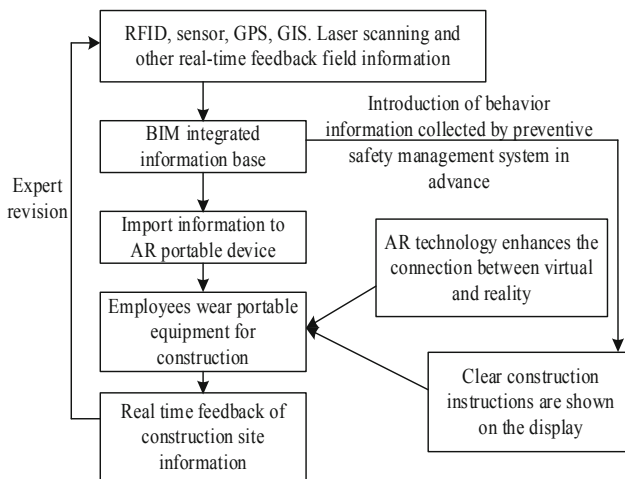 RFID, sensor, GPS, GIS. Laser scanning and
other real-time feedback field information
Introduction of behavior
information collected by preventive
safety management system in
advance
BIM integrated
information base
Expert
revision
Import information to
AR portable device
AR technology enhances the
connection between virtual
and reality
Employees wear portable
equipment for
construction
Clear construction
instructions are shown
on the display
Real time feedback of
construction site
information